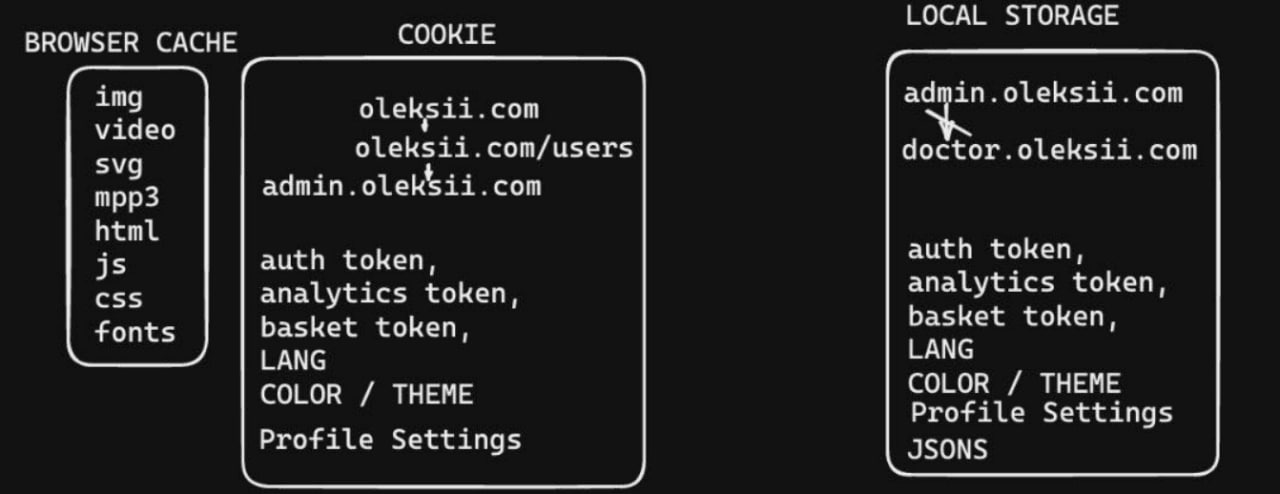 BROWSER CACHE
img
video
svg
mpp3
html
js
css
fonts
COOKIE
oleksii.com
oleksii.com/users
admin.oleksii.com
auth token,
analytics token,
basket token,
LANG
COLOR / THEME
Profile Settings
LOCAL STORAGE
admin.oleksii.com
doctor.oleksii.com
auth token,
analytics token,
basket token,
LANG
COLOR / THEME
Profile Settings
JSONS